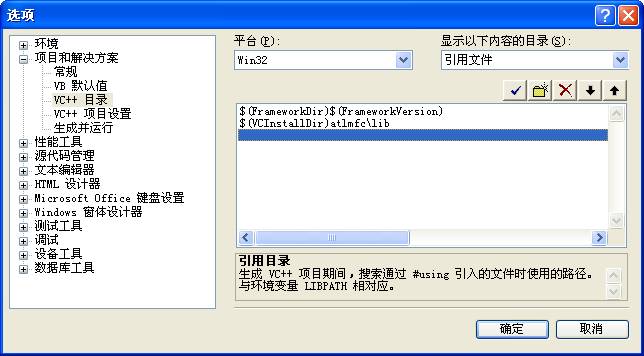 选项
环境
项目和解决方案
常规
VB 默认值
VC++ 目录
VC++ 项目设置
生成并运行
性能工具
源代码管理
文本编辑器
HTML 设计器
Microsoft Office 键盘设置
Windows 窗体设计器
测试工具
调试
设备工具
数据库工具
平台(P):
Win32
显示以下内容的目录(S):
引用文件
$(FrameworkDir)$(FrameworkVersion)
$(VCInstallDir)atlmfc\lib
引用目录
生成 VC++ 项目期间，搜索通过 #using 引入的文件时使用的路径。
与环境变量 LIBPATH 相对应。
确定
取消